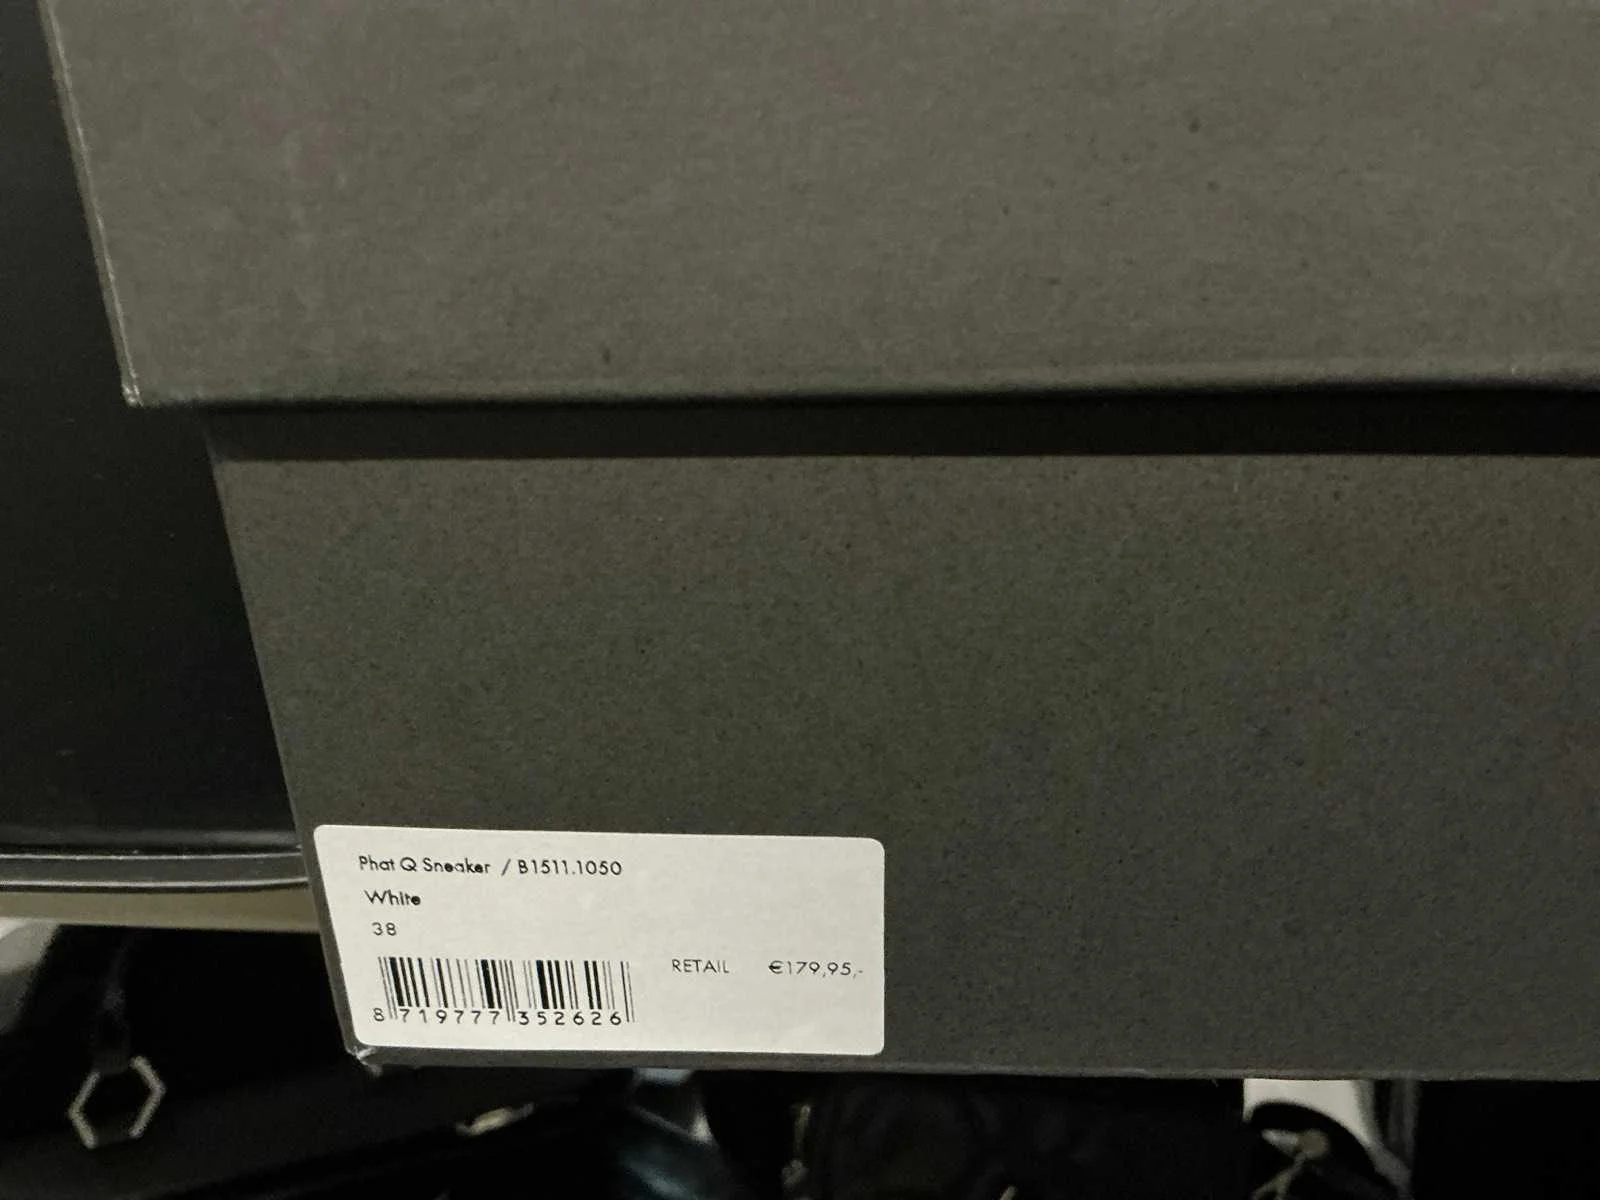 Phat Q Sneaker / B1511.1050
White
38
RETAIL €179,95,-
8 719777 352626